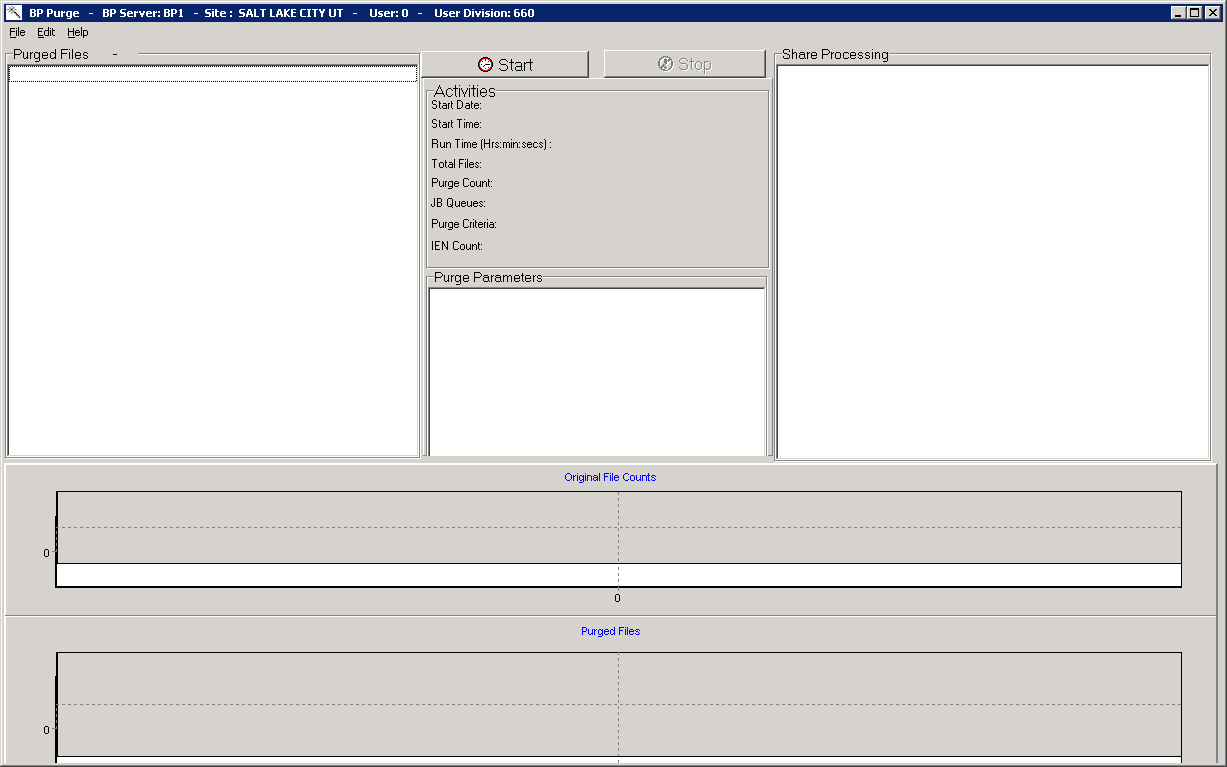 BP Purge - BP Server: BP1 - Site : SALT LAKE CITY UT - User: 0 - User Division: 660
File Edit Help
Purged Files -
Start
Stop
Share Processing
Activities
Start Date:
Start Time:
Run Time (Hrs:min:secs) :
Total Files:
Purge Count:
JB Queues:
Purge Criteria:
IEN Count:
Purge Parameters
Original File Counts
0
0
Purged Files
0